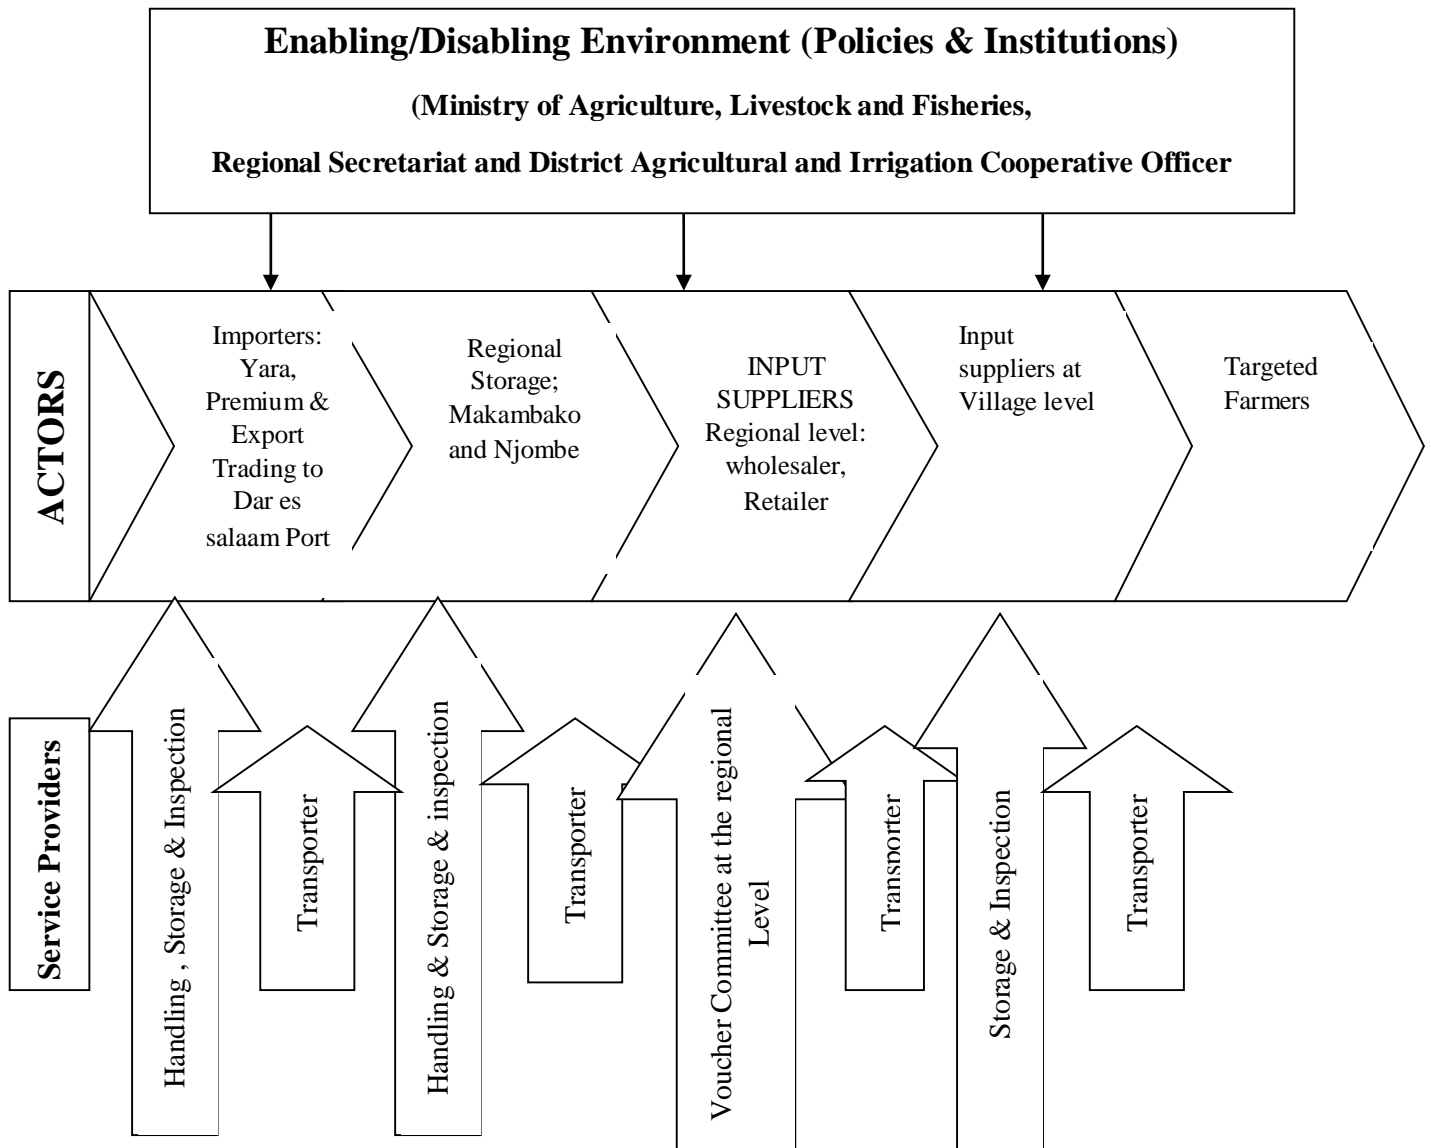 Enabling/Disabling Environment (Policies & Institutions)
(Ministry of Agriculture, Livestock and Fisheries,
Regional Secretariat and District Agricultural and Irrigation Cooperative Officer
ACTORS
Importers:
Yara,
Premium &
Export
Trading to
Dar es
salaam Port
Regional
Storage;
Makambako
and Njombe
INPUT
SUPPLIERS
Regional level:
wholesaler,
Retailer
Input
suppliers at
Village level
Targeted
Farmers
Service Providers
Handling , Storage & Inspection
Transporter
Handling & Storage & inspection
Transporter
Voucher Committee at the regional
Level
Transporter
Storage & Inspection
Transporter